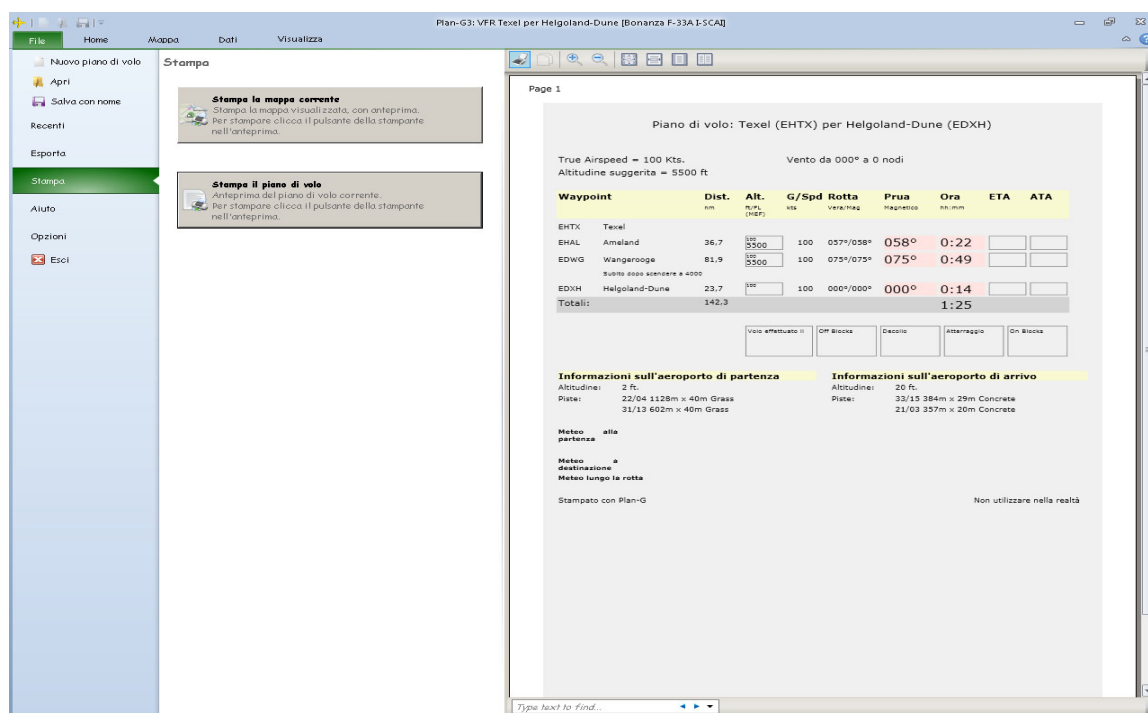 Plan-G3: VFR Texel per Helgoland-Dune [Bonanza F-33A I-SCAI]
File Home Mappa Dati Visualizza
Nuovo piano di volo
Apri
Salva con nome
Recenti
Esporta
Stampa
Aiuto
Opzioni
Esci
Stampa
Stampa la mappa corrente
Stampa la mappa visualizzata, con anteprima.
Per stampare clicca il pulsante della stampante
nell'anteprima.
Stampa il piano di volo
Anteprima del piano di volo corrente.
Per stampare clicca il pulsante della stampante
nell'anteprima.
Page 1
Piano di volo: Texel (EHTX) per Helgoland-Dune (EDXH)
True Airspeed = 100 Kts. Vento da 000° a 0 nodi
Altitudine suggerita = 5500 ft
Waypoint Dist. Alt. G/Spd Rotta Prua Ora ETA ATA
nm ft/FL kts Vera/Mag Magnetico hh:mm
(MEF)
EHTX Texel
EHAL Ameland 36,7 100 5500 100 057°/058° 058° 0:22
EDWG Wangerooge 81,9 100 5500 100 075°/075° 075° 0:49
Subito dopo scendere a 4000
EDXH Helgoland-Dune 23,7 100 100 000°/000° 000° 0:14
Totali: 142,3 1:25
Volo effettuato il Off Blocks Decollo Atterraggio On Blocks
Informazioni sull'aeroporto di partenza Informazioni sull'aeroporto di arrivo
Altitudine: 2 ft. Altitudine: 20 ft.
Piste: 22/04 1128m x 40m Grass Piste: 33/15 384m x 29m Concrete
31/13 602m x 40m Grass 21/03 357m x 20m Concrete
Meteo alla
partenza
Meteo a
destinazione
Meteo lungo la rotta
Stampato con Plan-G Non utilizzare nella realtà
Type text to find...